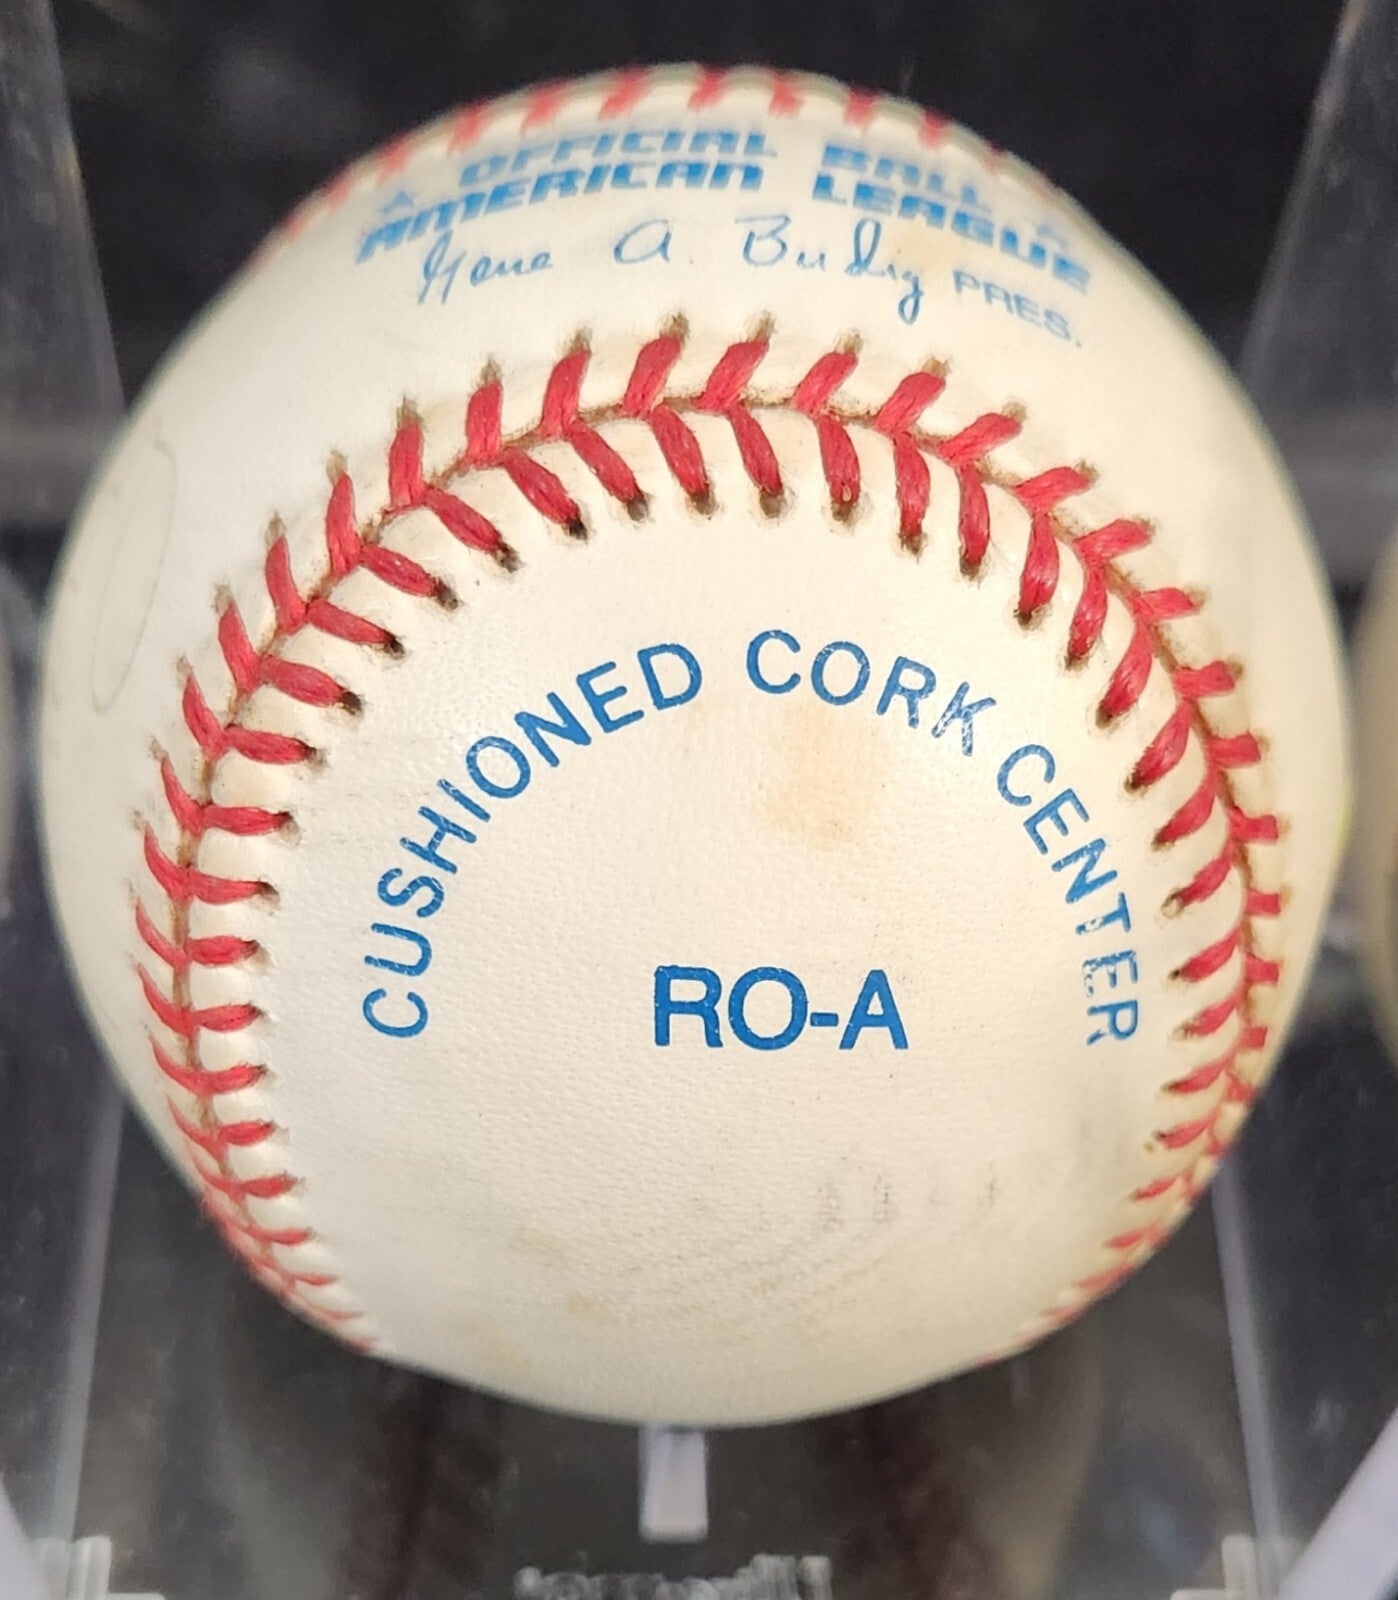 OFFICIAL BALL
AMERICAN LEAGUE
Gene A. Budig PRES.
CUSHIONED CORK CENTER
RO-A